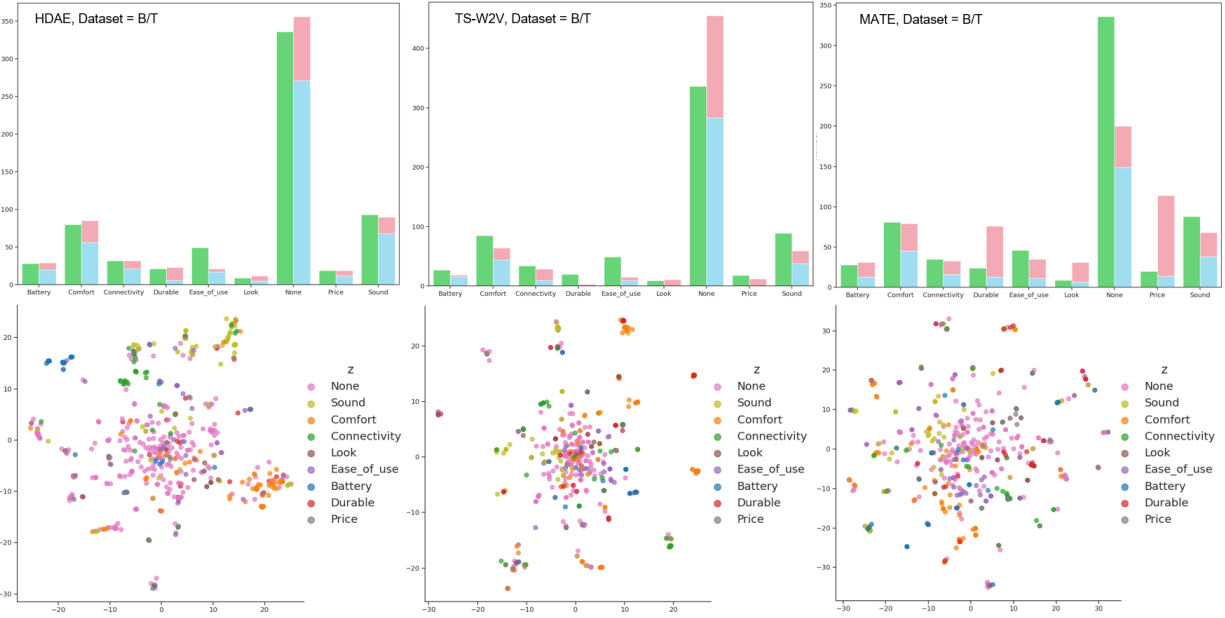 HDAE, Dataset = B/T
350
300
250
200
150
100
50
0
Battery Comfort Connectivity Durable Ease_of_use Look None Price Sound
TS-W2V, Dataset = B/T
400
300
200
100
0
Battery Comfort Connectivity Durable Ease_of_use Look None Price Sound
MATE, Dataset = B/T
350
300
250
200
150
100
50
0
Battery Comfort Connectivity Durable Ease_of_use Look None Price Sound
20
10
0
−10
−20
−30
−20 −10 0 10 20
z
None
Sound
Comfort
Connectivity
Look
Ease_of_use
Battery
Durable
Price
20
10
0
−10
−20
−30 −20 −10 0 10 20
z
None
Sound
Comfort
Connectivity
Look
Ease_of_use
Battery
Durable
Price
30
20
10
0
−10
−20
−30
−30 −20 −10 0 10 20 30
z
None
Sound
Comfort
Connectivity
Look
Ease_of_use
Battery
Durable
Price